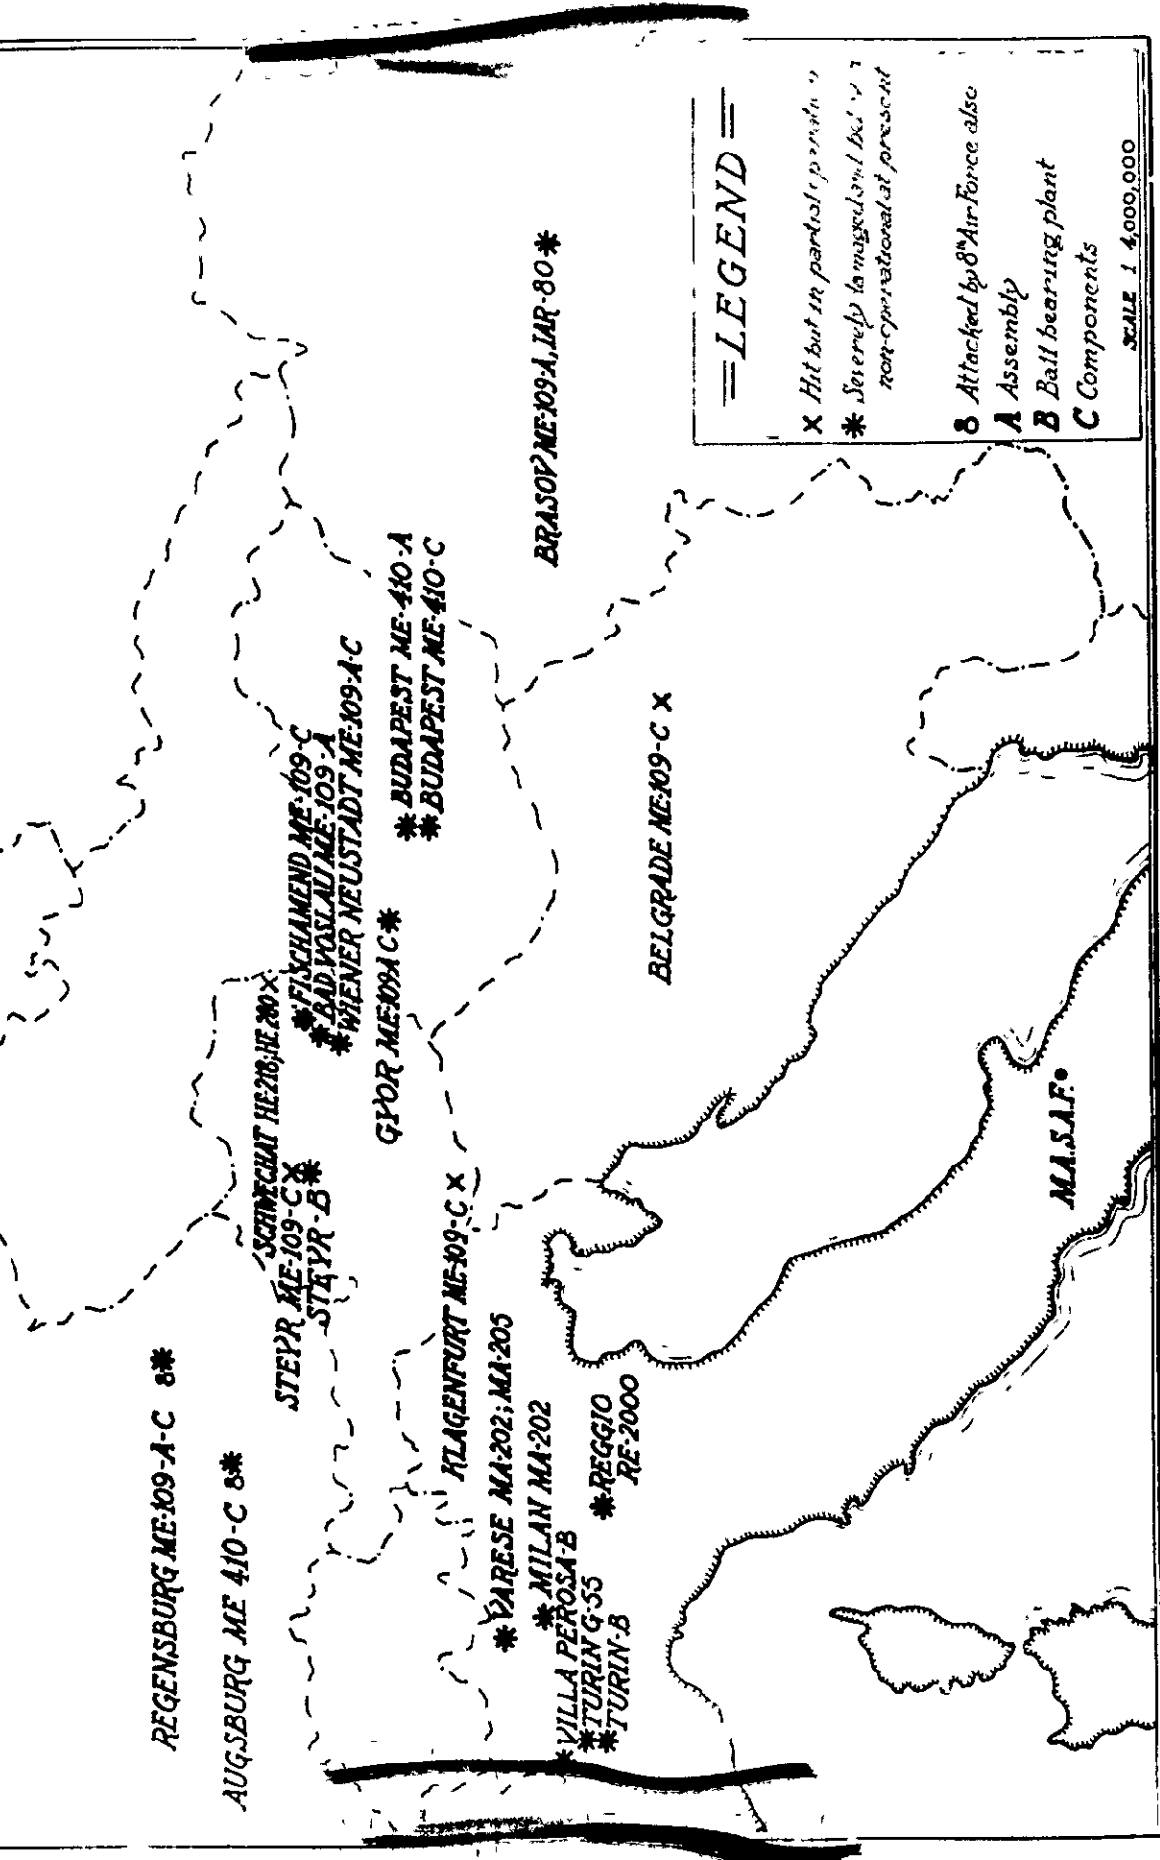 REGENSBURG ME-109-A-C 8*
AUGSBURG ME 410-C 8*
SCHWECHAT HE-218; HE 280 X
STEYR ME-109-C X
STEYR-B *
*FISCHAMEND ME-109-C
*BAD VOSLAU ME-109-A
*WIENER NEUSTADT ME-109-A-C
GYOR ME109A C*
*BUDAPEST ME-410-A
*BUDAPEST ME-410-C
KLAGENFURT ME-109-C X
*VARESE MA-202; MA-205
*MILAN MA-202
*VILLA PEROSA-B
*TURIN G-55
*TURIN-B
*REGGIO
RE-2000
BRASOV ME-109-A, IAR-80 *
BELGRADE ME-109-C X
M.A.S.A.F.
=LEGEND=
X Hit but in partial
* Severely damaged and
non-operational at present
8 Attacked by 8th Air Force also
A Assembly
B Ball bearing plant
C Components
SCALE 1 4,000,000